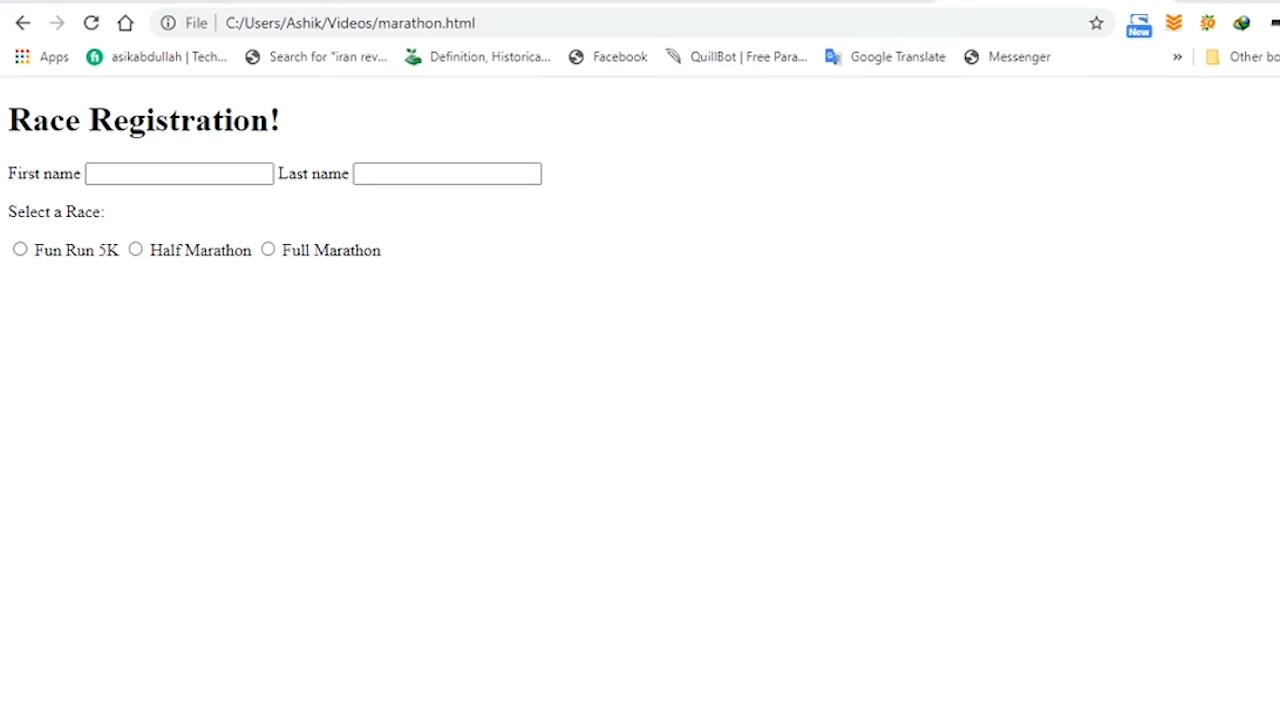 File C:/Users/Ashik/Videos/marathon.html
New
Apps asikabdullah | Tech... Search for "iran rev... Definition, Historica... Facebook QuillBot | Free Para... Google Translate Messenger » Other bo
Race Registration!
First name Last name
Select a Race:
Fun Run 5K Half Marathon Full Marathon